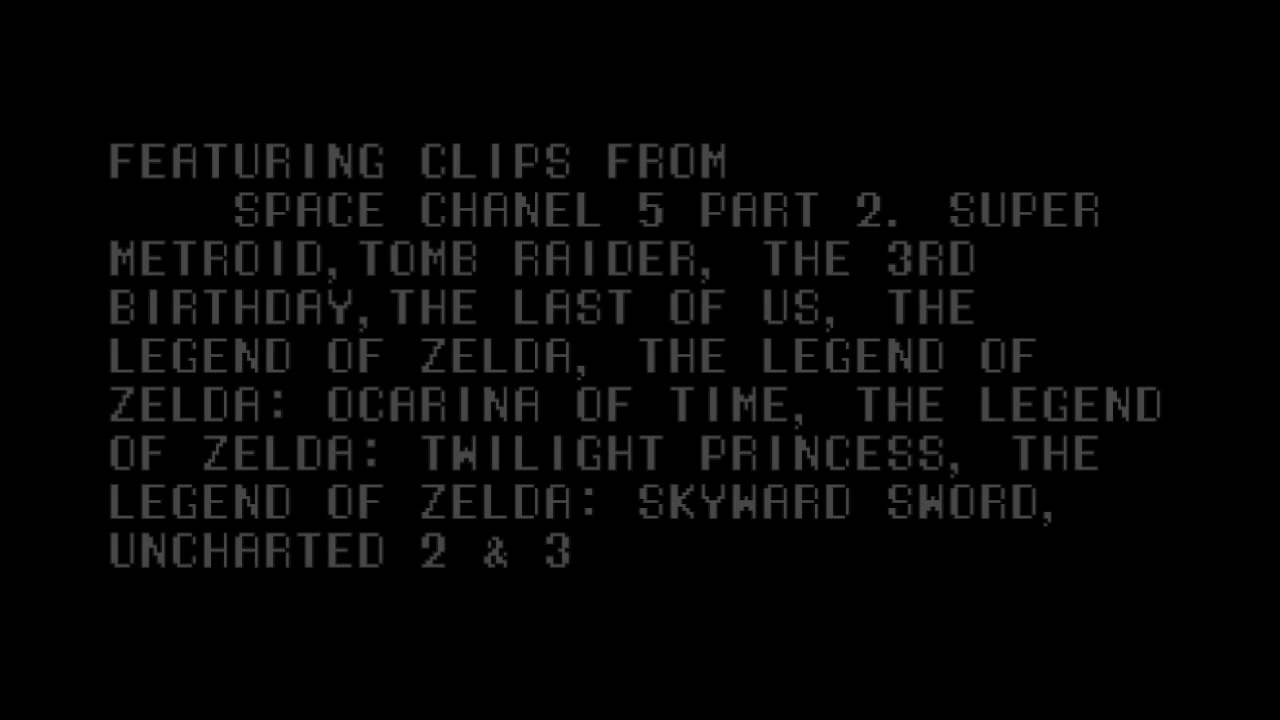 FEATURING CLIPS FROM
SPACE CHANEL 5 PART 2. SUPER
METROID, TOMB RAIDER, THE 3RD
BIRTHDAY, THE LAST OF US, THE
LEGEND OF ZELDA, THE LEGEND OF
ZELDA: OCARINA OF TIME, THE LEGEND
OF ZELDA: TWILIGHT PRINCESS, THE
LEGEND OF ZELDA: SKYWARD SWORD,
UNCHARTED 2 & 3